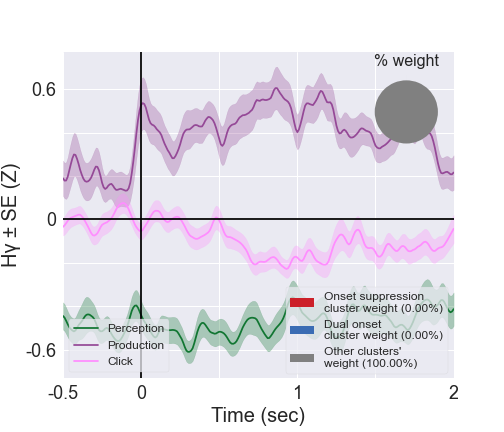 % weight
0.6
0
-0.6
Hγ ± SE (Z)
Perception
Production
Click
Onset suppression
cluster weight (0.00%)
Dual onset
cluster weight (0.00%)
Other clusters'
weight (100.00%)
-0.5
0
1
2
Time (sec)